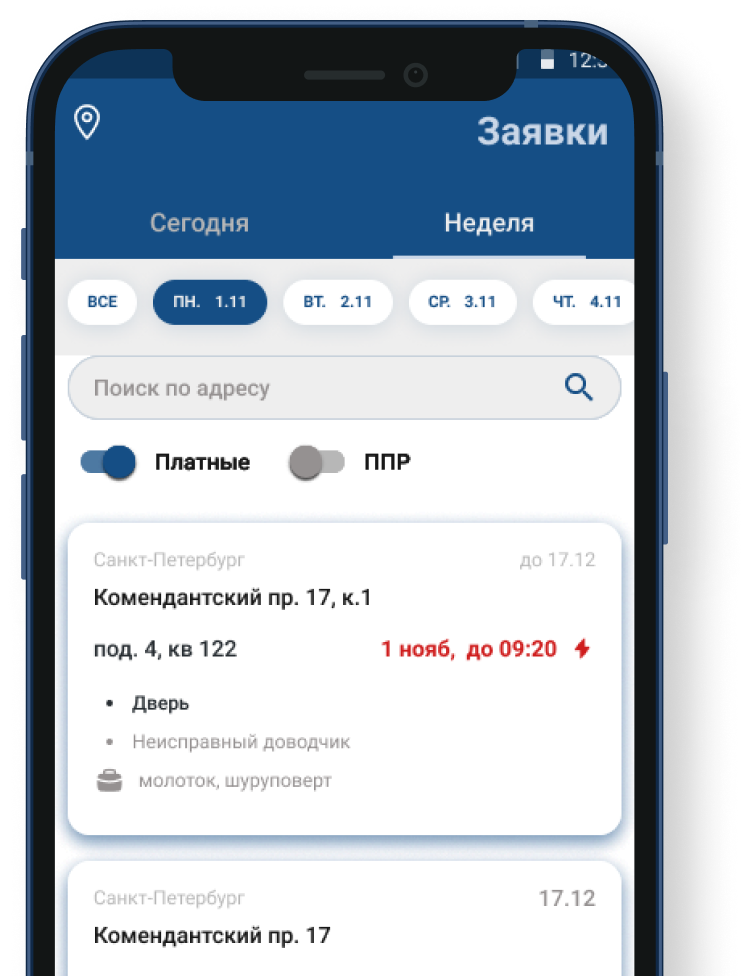 Заявки
Сегодня Неделя
ВСЕ ПН. 1.11 ВТ. 2.11 СР. 3.11 ЧТ. 4.11
Поиск по адресу
Платные ППР
Санкт-Петербург до 17.12
Комендантский пр. 17, к.1
под. 4, кв 122 1 нояб, до 09:20
• Дверь
• Неисправный доводчик
молоток, шуруповерт
Санкт-Петербург 17.12
Комендантский пр. 17